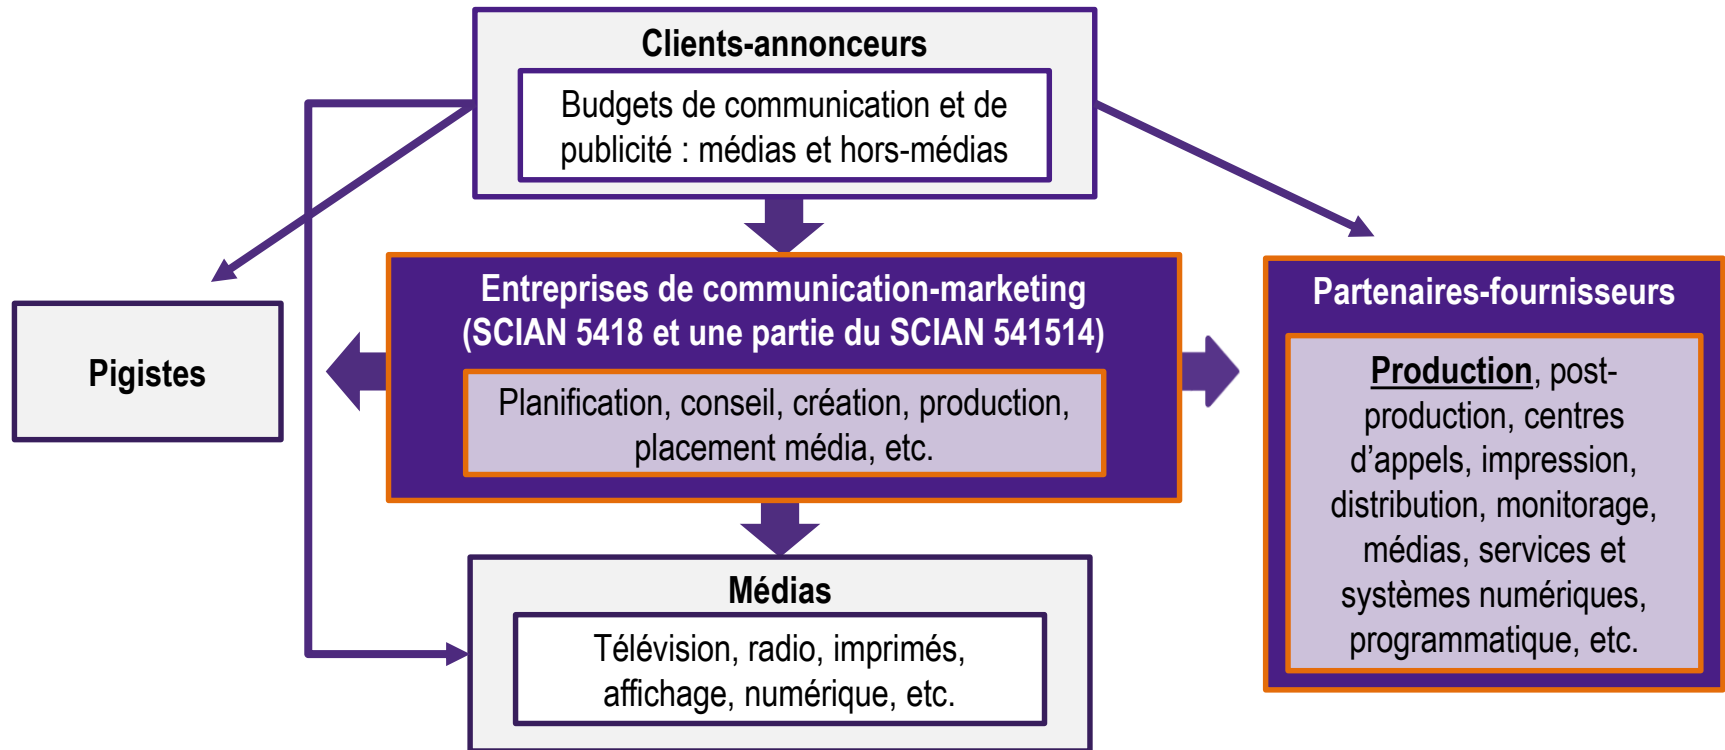 Clients-annonceurs
Budgets de communication et de
publicité : médias et hors-médias
Entreprises de communication-marketing
(SCIAN 5418 et une partie du SCIAN 541514)
Planification, conseil, création, production,
placement média, etc.
Pigistes
Partenaires-fournisseurs
Production, post-
production, centres
d’appels, impression,
distribution, monitorage,
médias, services et
systèmes numériques,
programmatique, etc.
Médias
Télévision, radio, imprimés,
affichage, numérique, etc.